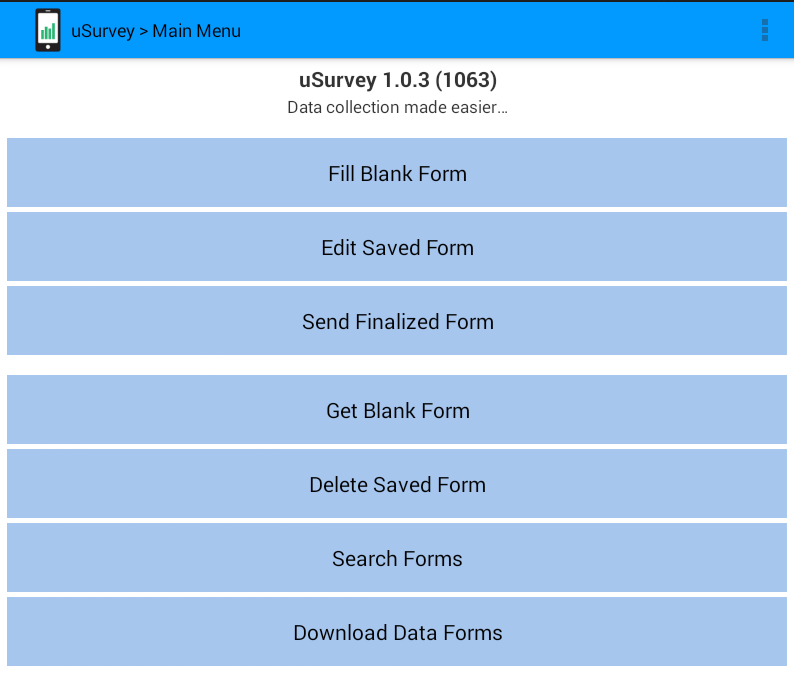 uSurvey > Main Menu
uSurvey 1.0.3 (1063)
Data collection made easier...
Fill Blank Form
Edit Saved Form
Send Finalized Form
Get Blank Form
Delete Saved Form
Search Forms
Download Data Forms